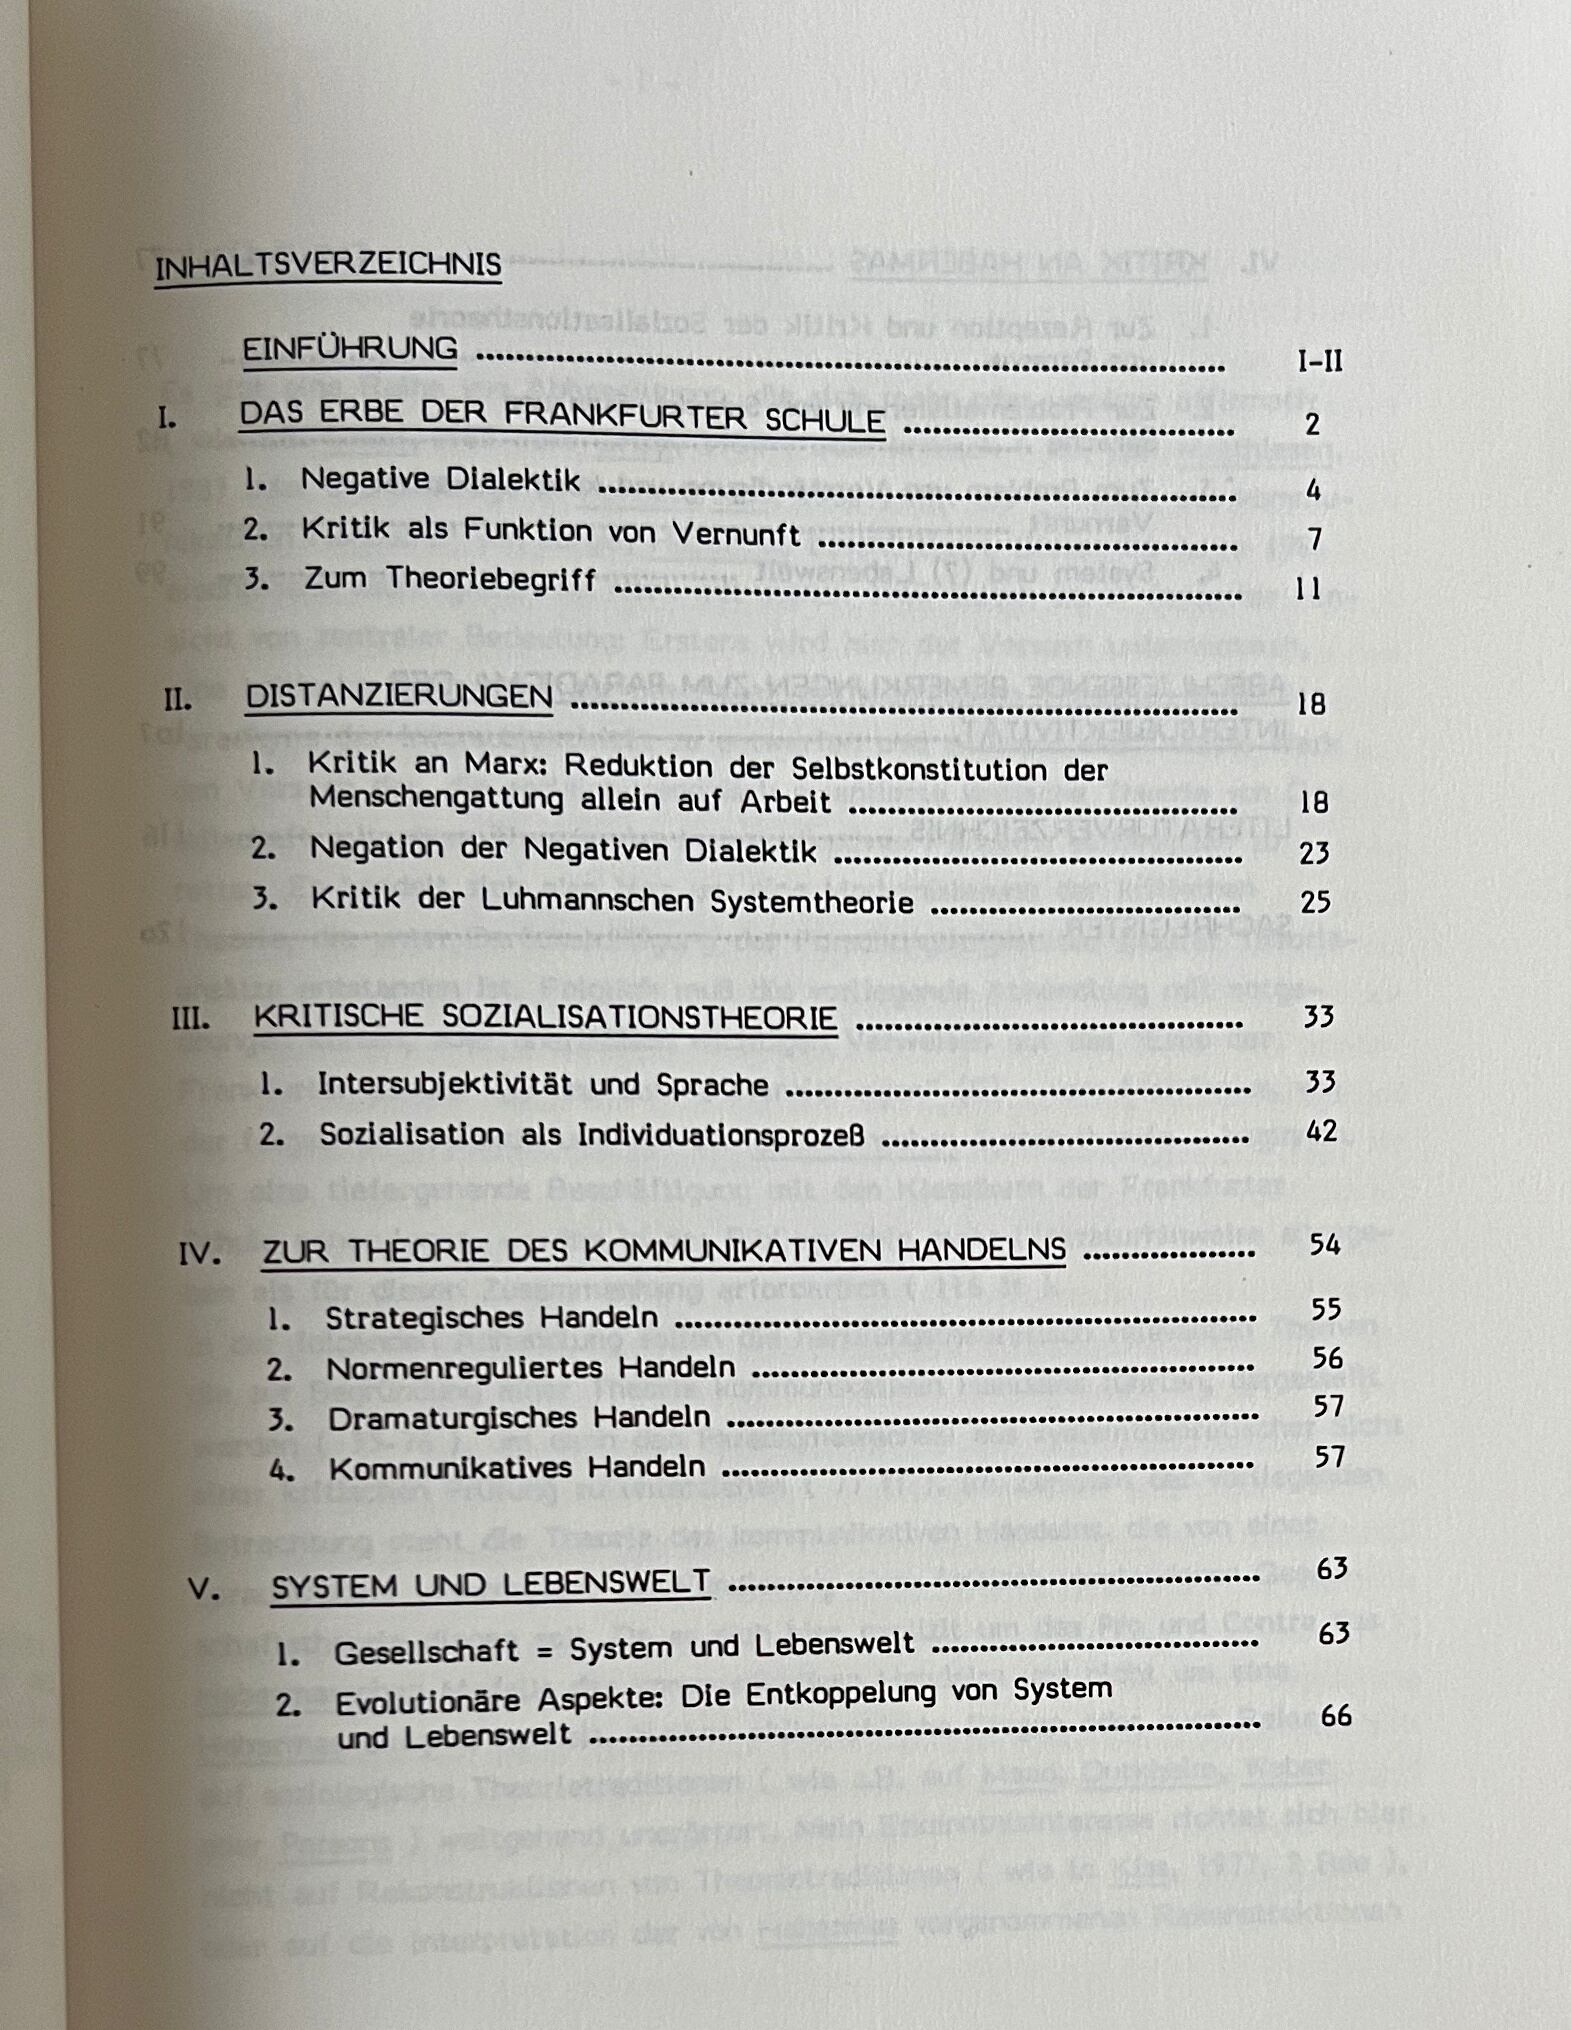 INHALTSVERZEICHNIS
EINFÜHRUNG ........................ I-II
I. DAS ERBE DER FRANKFURTER SCHULE ........................ 2
1. Negative Dialektik ........................ 4
2. Kritik als Funktion von Vernunft ........................ 7
3. Zum Theoriebegriff ........................ 11
II. DISTANZIERUNGEN ........................ 18
1. Kritik an Marx: Reduktion der Selbstkonstitution der
Menschengattung allein auf Arbeit ........................ 18
2. Negation der Negativen Dialektik ........................ 23
3. Kritik der Luhmannschen Systemtheorie ........................ 25
III. KRITISCHE SOZIALISATIONSTHEORIE ........................ 33
1. Intersubjektivität und Sprache ........................ 33
2. Sozialisation als Individuationsprozeß ........................ 42
IV. ZUR THEORIE DES KOMMUNIKATIVEN HANDELNS ........................ 54
1. Strategisches Handeln ........................ 55
2. Normenreguliertes Handeln ........................ 56
3. Dramaturgisches Handeln ........................ 57
4. Kommunikatives Handeln ........................ 57
V. SYSTEM UND LEBENSWELT ........................ 63
1. Gesellschaft = System und Lebenswelt ........................ 63
2. Evolutionäre Aspekte: Die Entkoppelung von System
und Lebenswelt ........................ 66